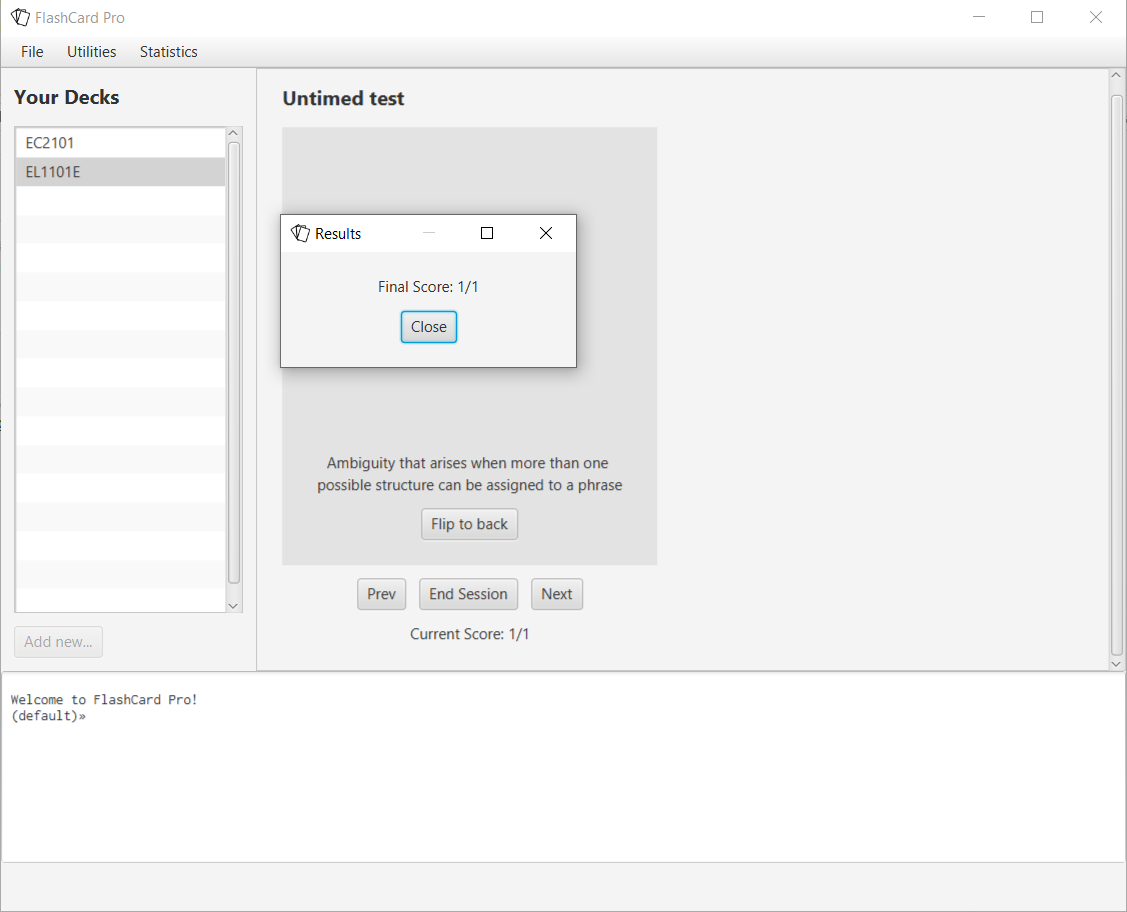 FlashCard Pro
File Utilities Statistics
Your Decks
EC2101
EL1101E
Add new...
Untimed test
Results
Final Score: 1/1
Close
Ambiguity that arises when more than one
possible structure can be assigned to a phrase
Flip to back
Prev End Session Next
Current Score: 1/1
Welcome to FlashCard Pro!
(default)»